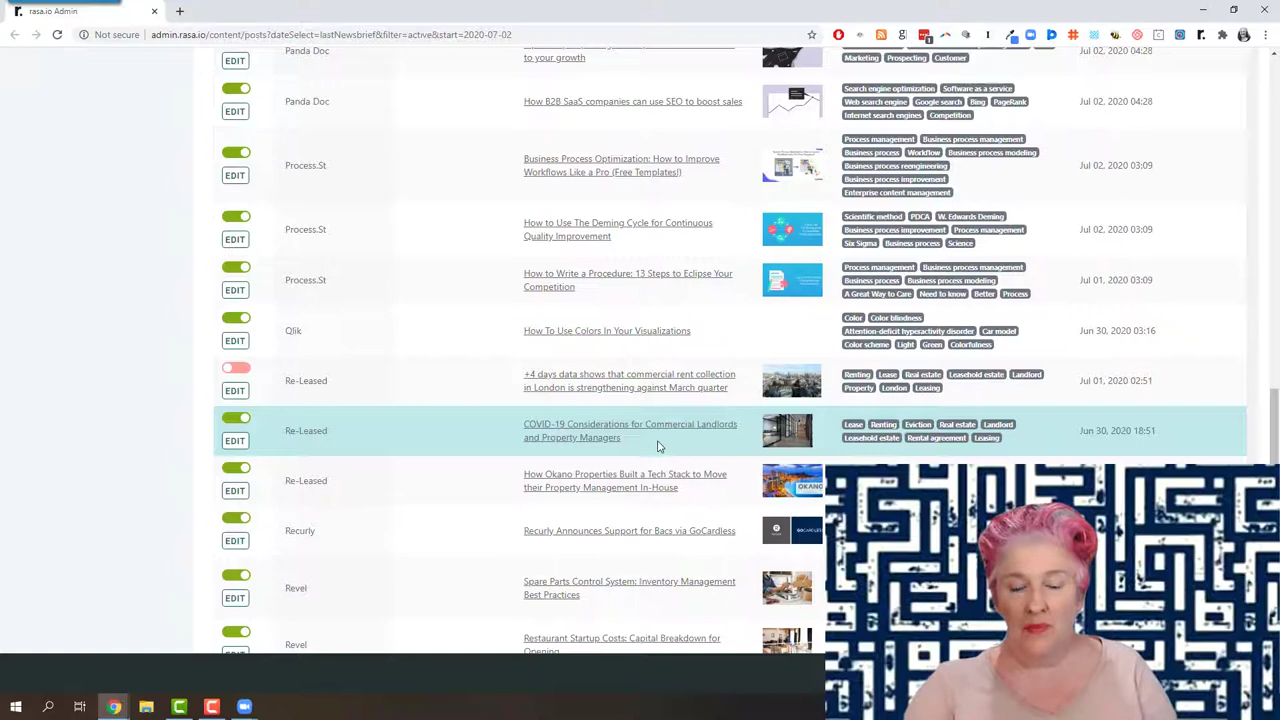 rasa.io Admin
Not secure | admin.rasa.io/content/posts?dateSelect=lastNewsbrief&filter=active&start=2020-07-02
Panda Doc
to your growth
Marketing Prospecting Customer
Jul 02, 2020 04:28
EDIT
Panda Doc
How B2B SaaS companies can use SEO to boost sales
Search engine optimization Software as a service
Web search engine Google search Bing PageRank
Internet search engines Competition
Jul 02, 2020 04:28
EDIT
Process.St
Business Process Optimization: How to Improve
Workflows Like a Pro (Free Templates!)
Process management Business process management
Business process Workflow Business process modeling
Business process reengineering
Business process improvement
Enterprise content management
Jul 02, 2020 03:09
EDIT
Process.St
How to Use The Deming Cycle for Continuous
Quality Improvement
Scientific method PDCA W. Edwards Deming
Business process improvement Process management
Six Sigma Business process Science
Jul 02, 2020 03:09
EDIT
Process.St
How to Write a Procedure: 13 Steps to Eclipse Your
Competition
Process management Business process management
Business process Business process modeling
A Great Way to Care Need to know Better Process
Jul 01, 2020 03:09
EDIT
Qlik
How To Use Colors In Your Visualizations
Color Color blindness
Attention-deficit hyperactivity disorder Car model
Color scheme Light Green Colorfulness
Jun 30, 2020 03:16
EDIT
Re-Leased
+4 days data shows that commercial rent collection
in London is strengthening against March quarter
Renting Lease Real estate Leasehold estate Landlord
Property London Leasing
Jul 01, 2020 02:51
EDIT
Re-Leased
COVID-19 Considerations for Commercial Landlords
and Property Managers
Lease Renting Eviction Real estate Landlord
Leasehold estate Rental agreement Leasing
Jun 30, 2020 18:51
EDIT
Re-Leased
How Okano Properties Built a Tech Stack to Move
their Property Management In-House
OKANO
EDIT
Recurly
Recurly Announces Support for Bacs via GoCardless
EDIT
Revel
Spare Parts Control System: Inventory Management
Best Practices
EDIT
Revel
Restaurant Startup Costs: Capital Breakdown for
Opening